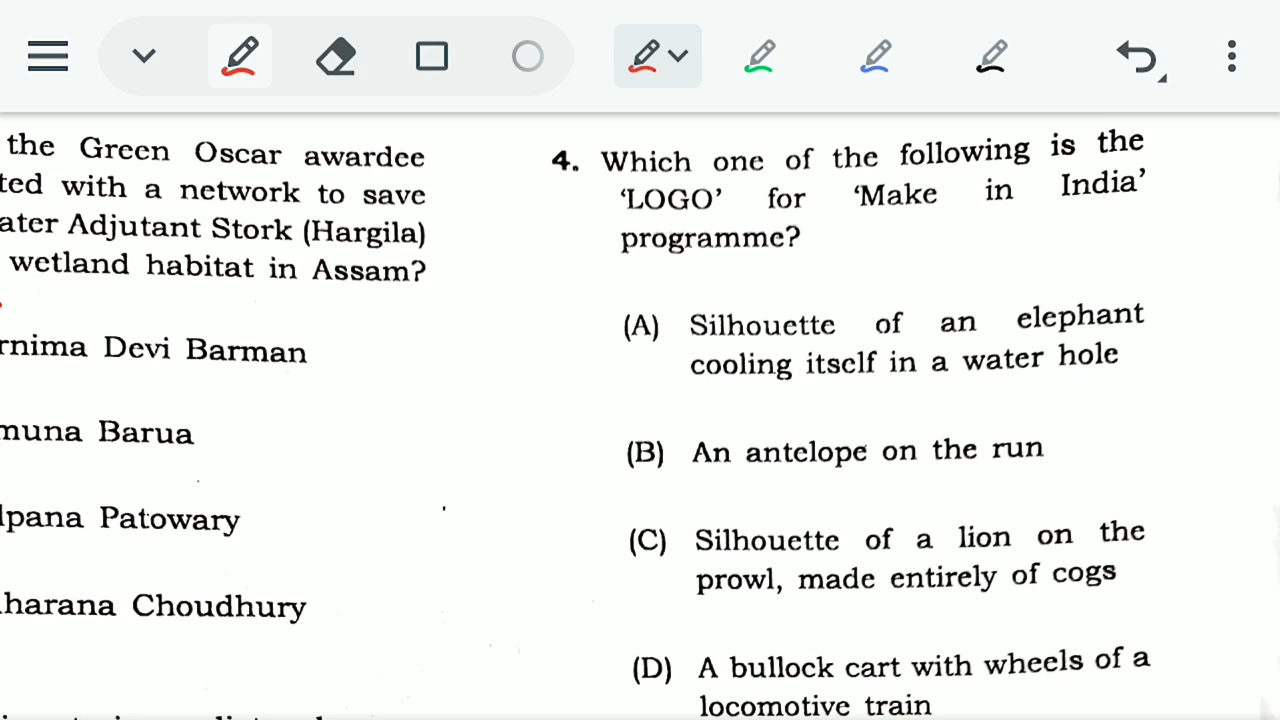 the Green Oscar awardee
ted with a network to save
ater Adjutant Stork (Hargila)
wetland habitat in Assam?
rnima Devi Barman
muna Barua
lpana Patowary
harana Choudhury
4. Which one of the following is the
‘LOGO’ for ‘Make in India’
programme?
(A) Silhouette of an elephant
cooling itself in a water hole
(B) An antelope on the run
(C) Silhouette of a lion on the
prowl, made entirely of cogs
(D) A bullock cart with wheels of a
locomotive train